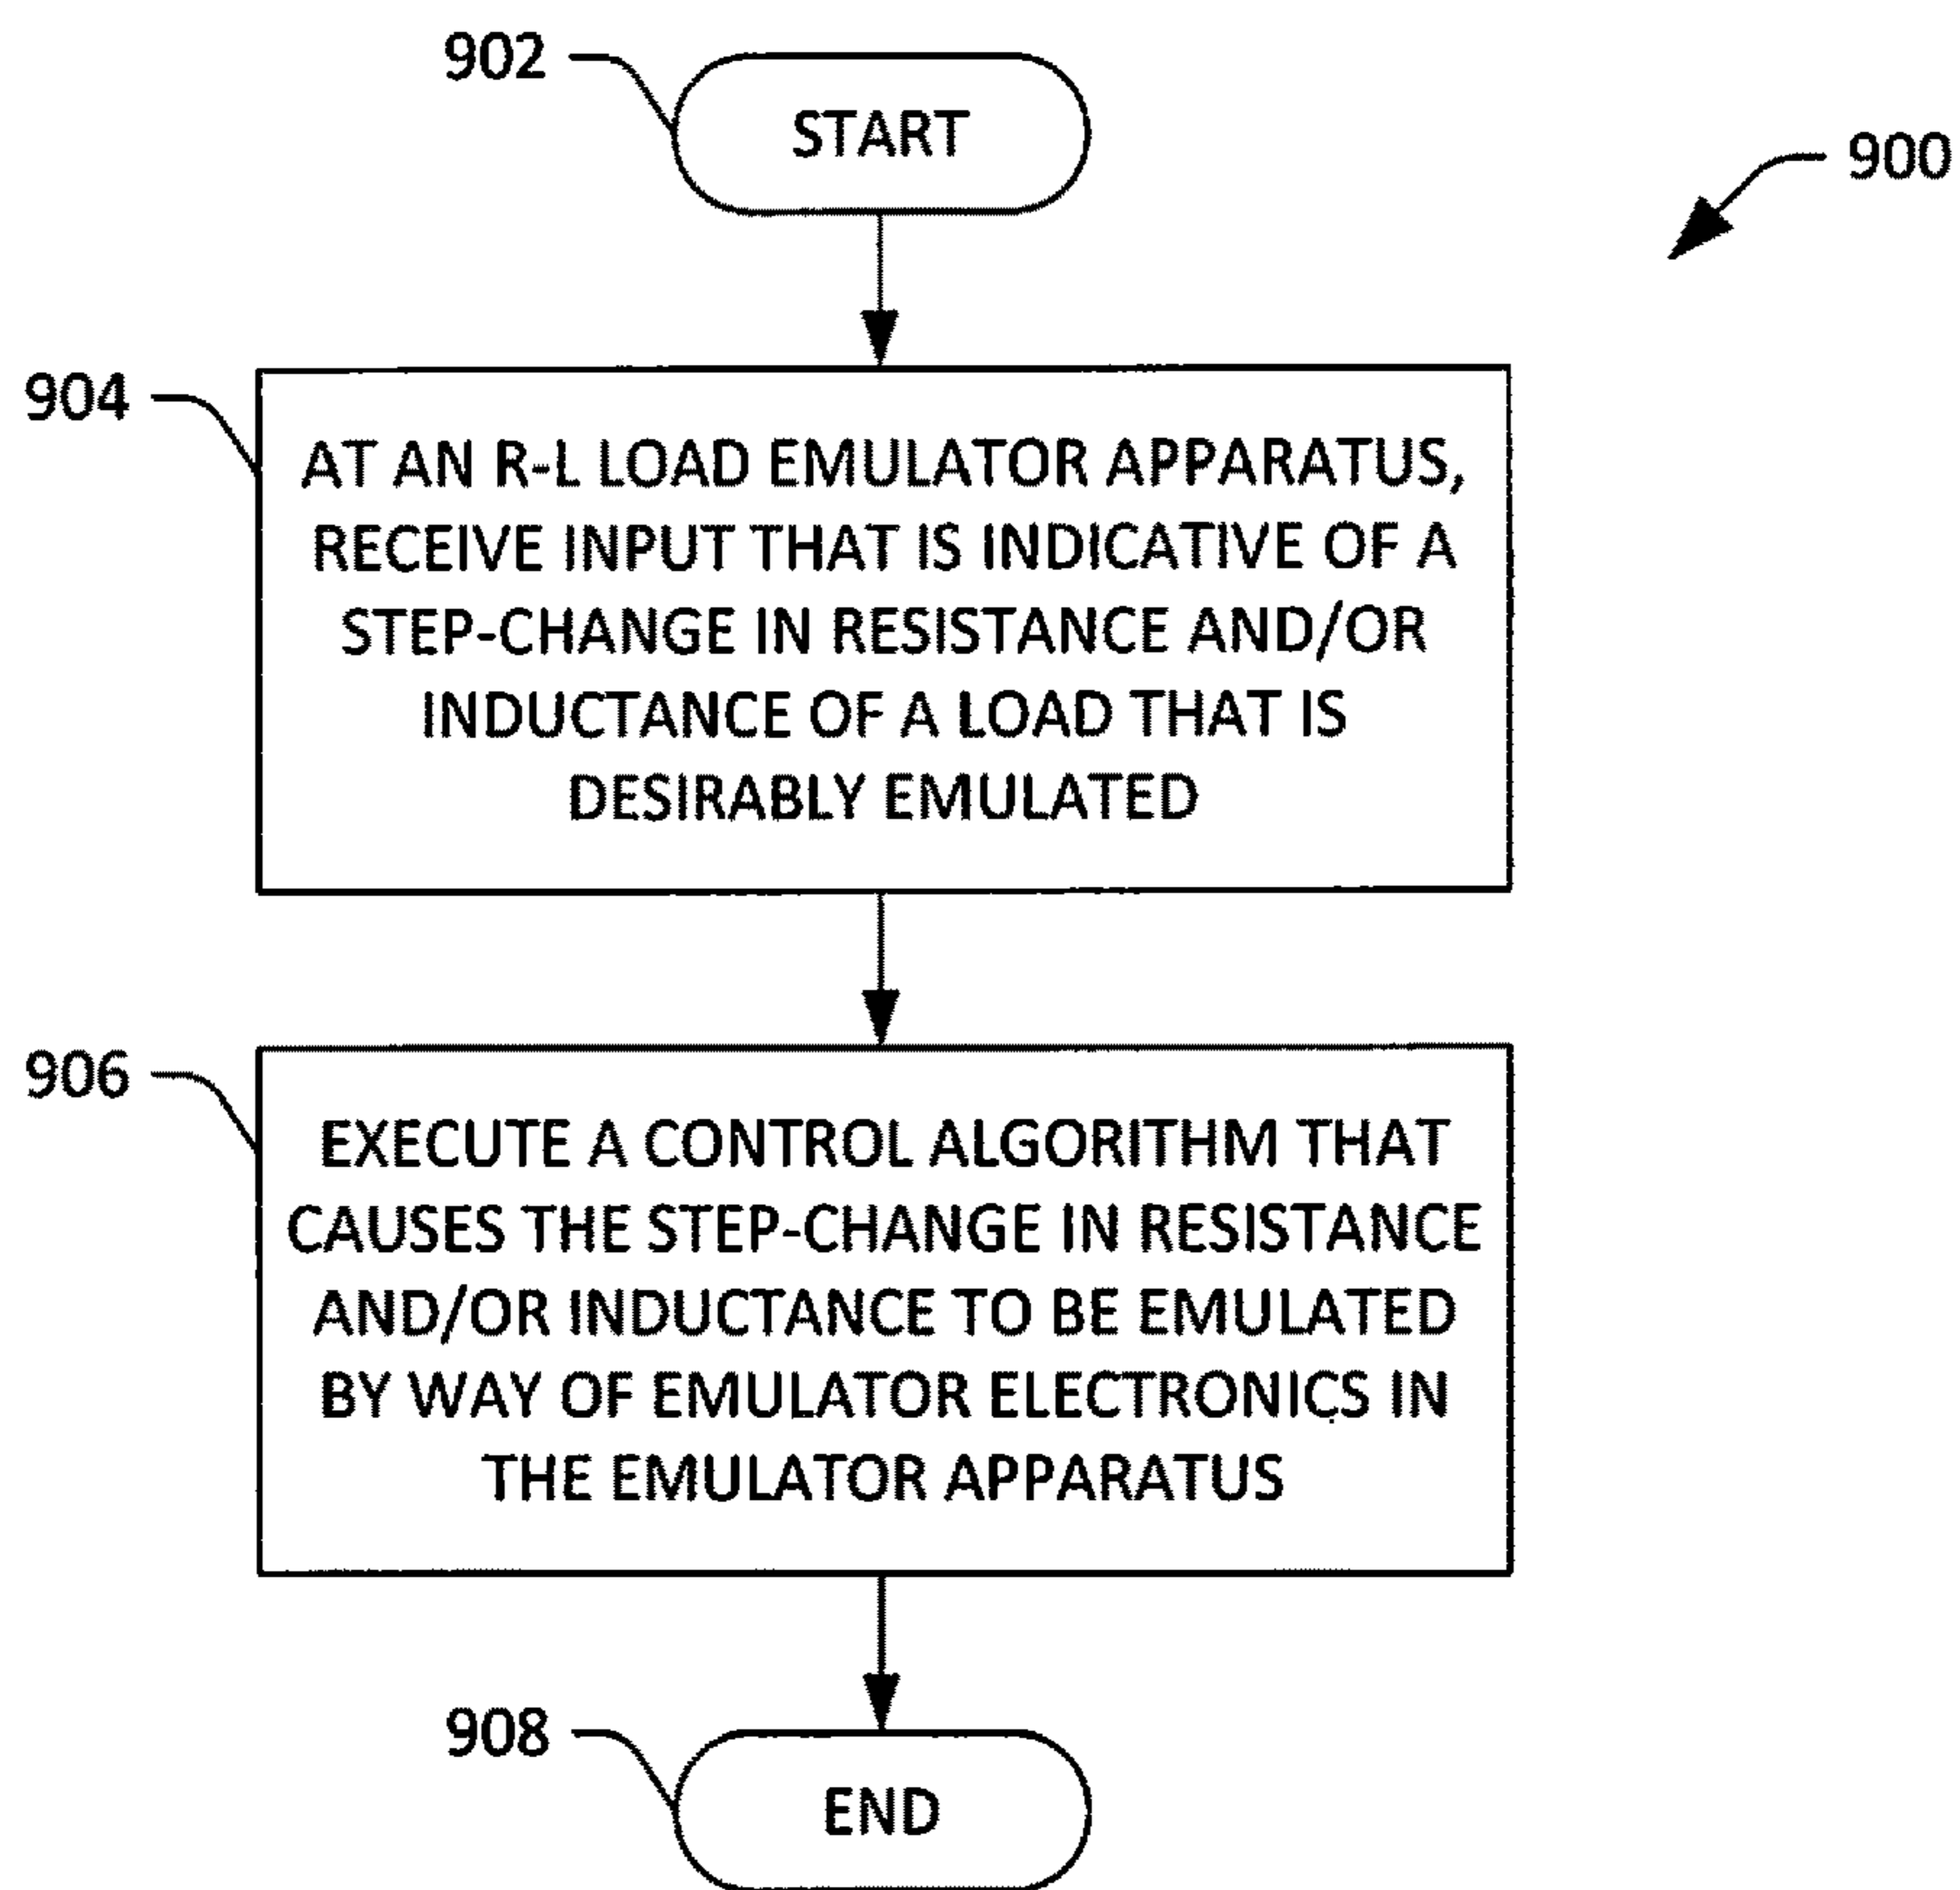 902
START
900
904
AT AN R-L LOAD EMULATOR APPARATUS,
RECEIVE INPUT THAT IS INDICATIVE OF A
STEP-CHANGE IN RESISTANCE AND/OR
INDUCTANCE OF A LOAD THAT IS
DESIRABLY EMULATED
906
EXECUTE A CONTROL ALGORITHM THAT
CAUSES THE STEP-CHANGE IN RESISTANCE
AND/OR INDUCTANCE TO BE EMULATED
BY WAY OF EMULATOR ELECTRONICS IN
THE EMULATOR APPARATUS
908
END